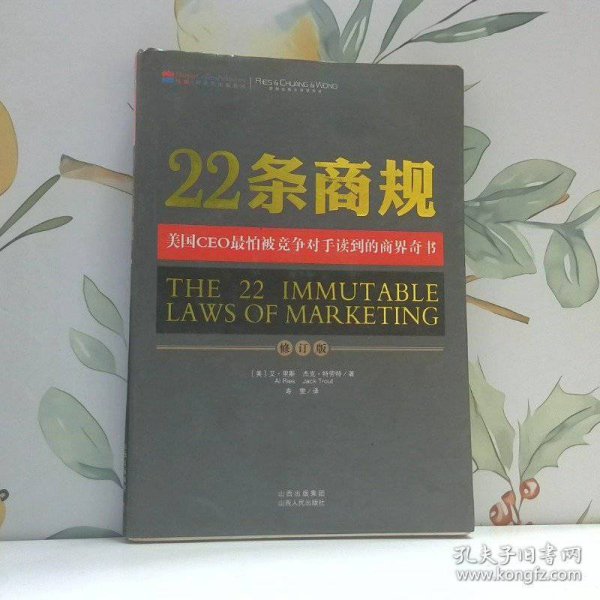 RIES & CHUANG & WONG
22条商规
美国CEO最怕被竞争对手读到的商界奇书
THE 22 IMMUTABLE
LAWS OF MARKETING
修订版
[美] 艾·里斯 杰克·特劳特/著
Al Ries Jack Trout
寿 雯/译
山西出版集团
山西人民出版社
孔夫子旧书网
www.kongfz.com